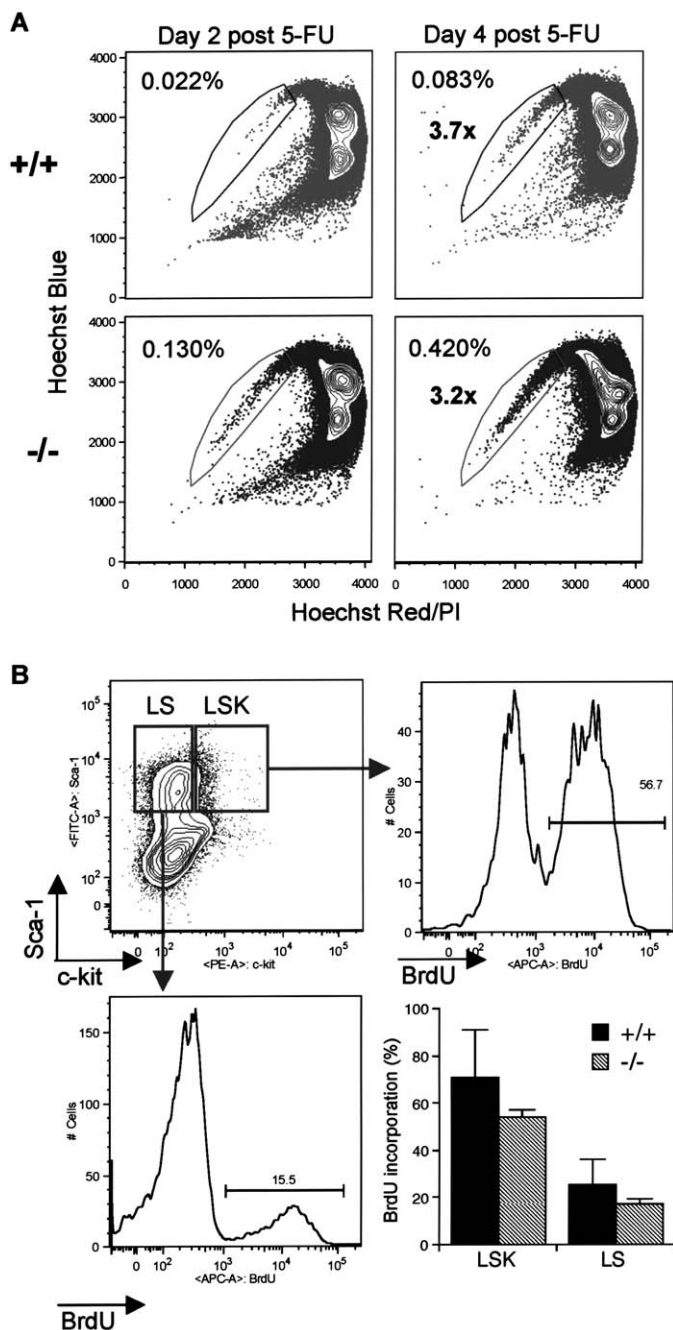 A
Day 2 post 5-FU
Day 4 post 5-FU
+/+
-/-
Hoechst Blue
4100
3000
2000
1000
0
0.022%
0.083%
3.7x
4100
3000
2000
1000
0
0.130%
0.420%
3.2x
0 1000 2000 3000 4000
0 1000 2000 3000 4000
Hoechst Red/PI
B
LS LSK
<FITC-A>: Sca-1
10^5
10^4
10^3
10^2
0
10^2 10^3 10^4 10^5
<PE-A>: c-kit
Sca-1
c-kit
# Cells
40
30
20
10
0
56.7
0 10^2 10^3 10^4 10^5
<APC-A>: BrdU
BrdU
# Cells
150
100
50
0
15.5
0 10^2 10^3 10^4 10^5
<APC-A>: BrdU
BrdU
BrdU incorporation (%)
100
80
60
40
20
0
+/+
-/-
LSK LS